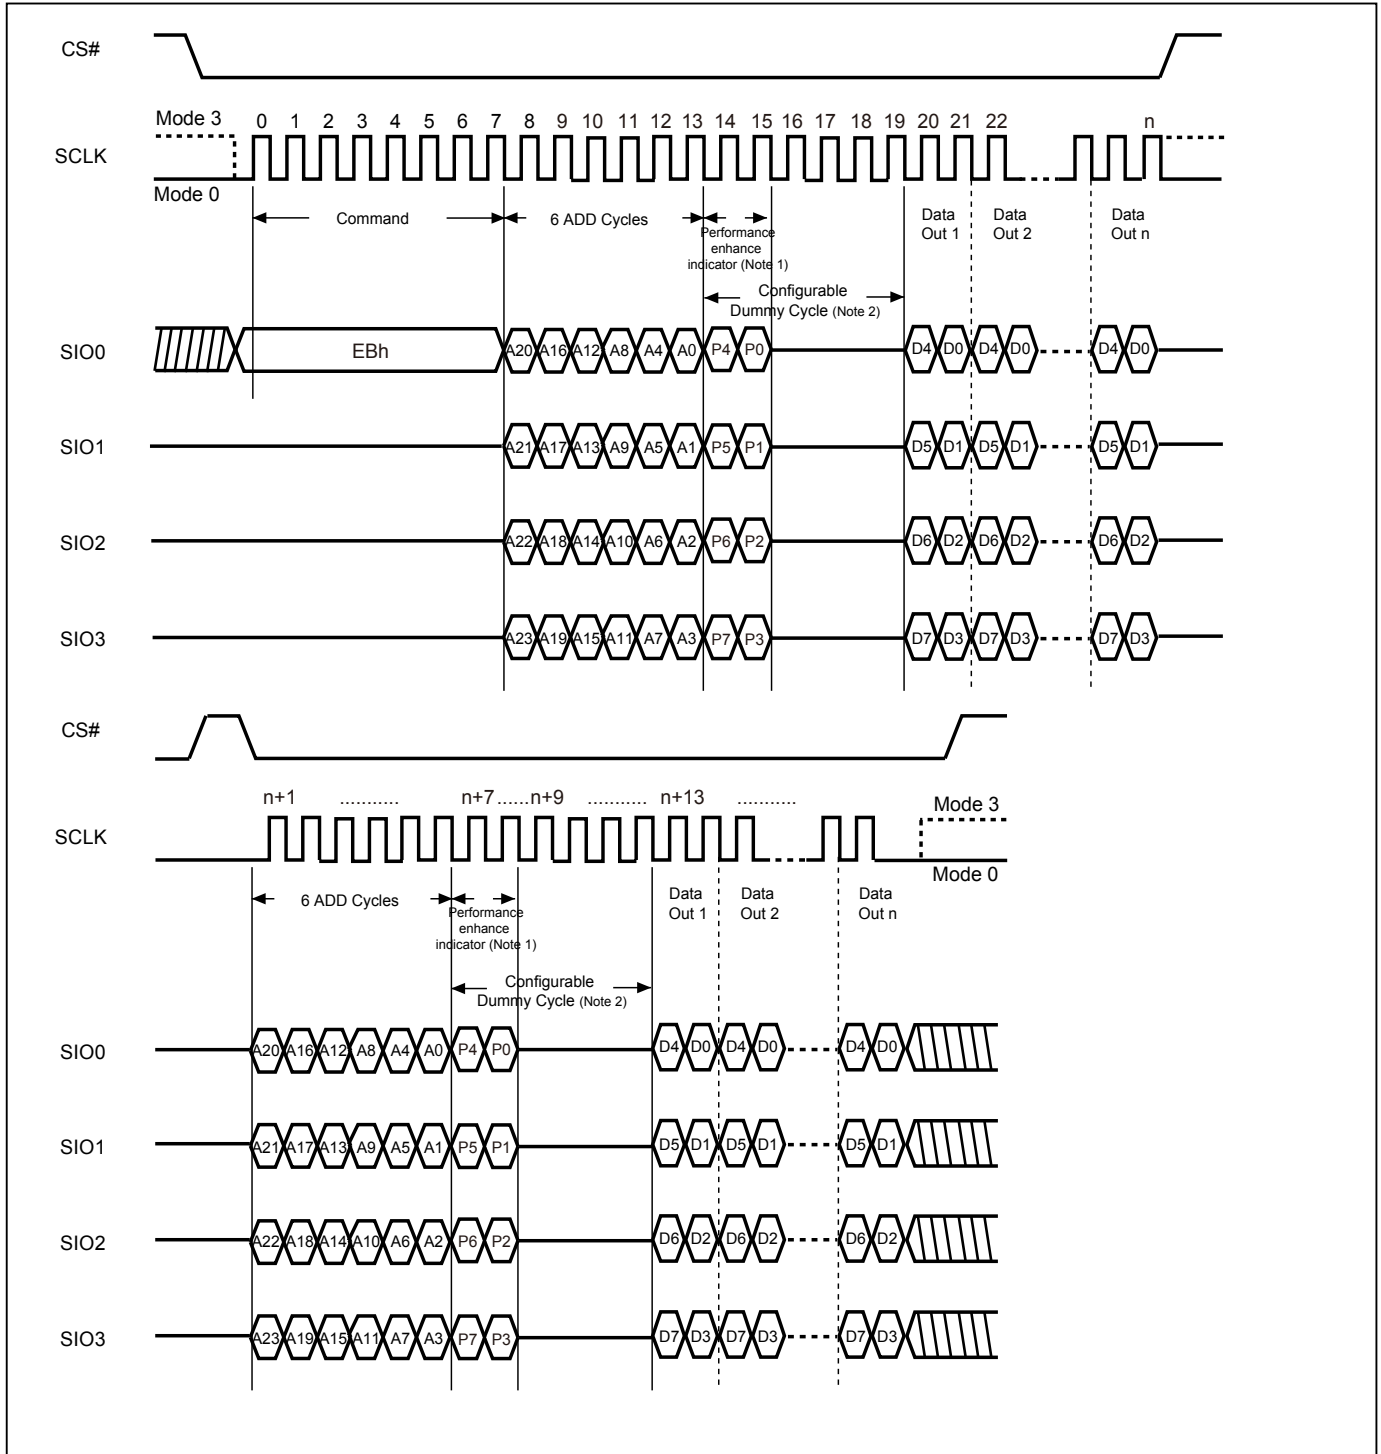 CS#
Mode 3
0 1 2 3 4 5 6 7 8 9 10 11 12 13 14 15 16 17 18 19 20 21 22 n
SCLK
Mode 0
Command
6 ADD Cycles
Performance
enhance
indicator (Note 1)
Data
Out 1
Data
Out 2
Data
Out n
Configurable
Dummy Cycle (Note 2)
SIO0
EBh
A20 A16 A12 A8 A4 A0 P4 P0 D4 D0 D4 D0 D4 D0
SIO1
A21 A17 A13 A9 A5 A1 P5 P1 D5 D1 D5 D1 D5 D1
SIO2
A22 A18 A14 A10 A6 A2 P6 P2 D6 D2 D6 D2 D6 D2
SIO3
A23 A19 A15 A11 A7 A3 P7 P3 D7 D3 D7 D3 D7 D3
CS#
n+1 ........... n+7......n+9 ........... n+13 ...........
Mode 3
SCLK
Mode 0
6 ADD Cycles
Performance
enhance
indicator (Note 1)
Data
Out 1
Data
Out 2
Data
Out n
Configurable
Dummy Cycle (Note 2)
SIO0
A20 A16 A12 A8 A4 A0 P4 P0 D4 D0 D4 D0 D4 D0
SIO1
A21 A17 A13 A9 A5 A1 P5 P1 D5 D1 D5 D1 D5 D1
SIO2
A22 A18 A14 A10 A6 A2 P6 P2 D6 D2 D6 D2 D6 D2
SIO3
A23 A19 A15 A11 A7 A3 P7 P3 D7 D3 D7 D3 D7 D3